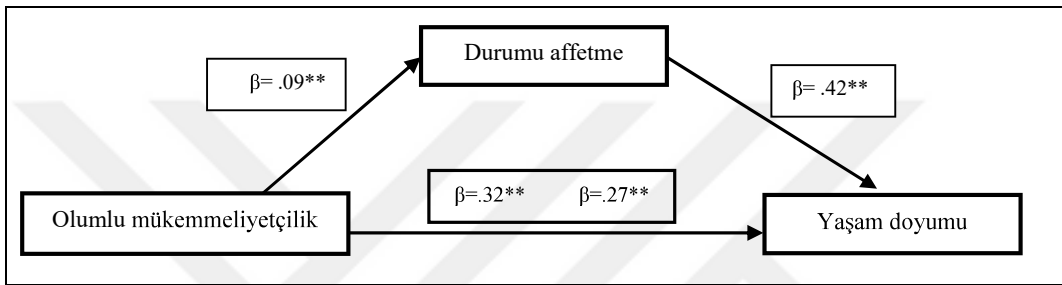 Durumu affetme
β= .09**
β= .42**
β=.32** β=.27**
Olumlu mükemmeliyetçilik
Yaşam doyumu